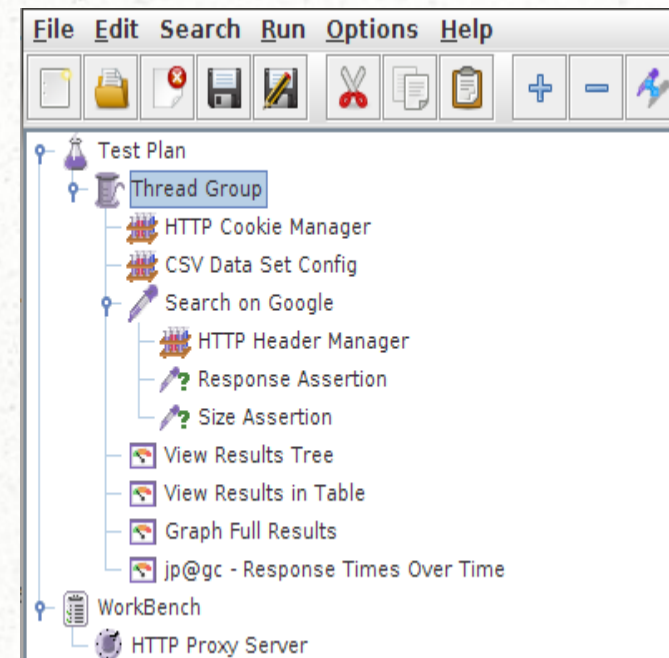 File Edit Search Run Options Help
Test Plan
Thread Group
HTTP Cookie Manager
CSV Data Set Config
Search on Google
HTTP Header Manager
Response Assertion
Size Assertion
View Results Tree
View Results in Table
Graph Full Results
jp@gc - Response Times Over Time
WorkBench
HTTP Proxy Server